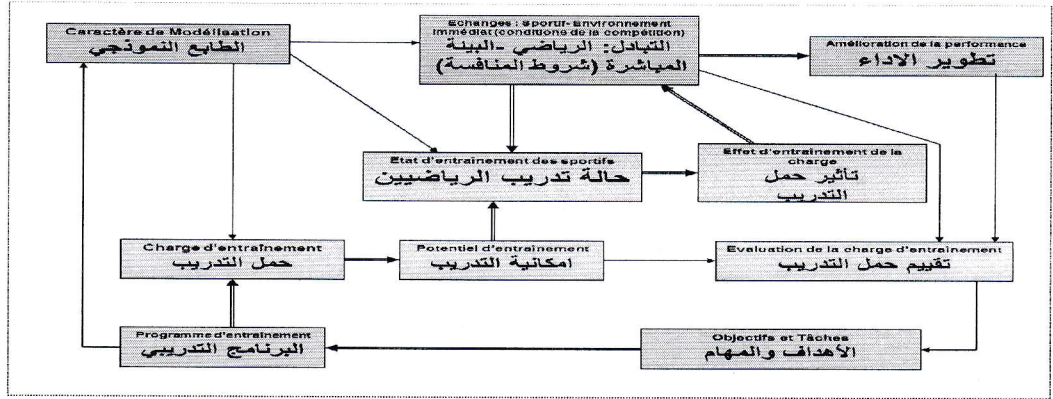 Caractère de Modélisation
الطابع النموذجي
Echanges : Sportif- Environnement
immédiat (conditions de la compétition)
التبادل: الرياضي -البيئة
المباشرة (شروط المنافسة)
Amélioration de la performance
تطوير الاداء
Etat d'entraînement des sportifs
حالة تدريب الرياضيين
Effet d'entraînement de la
charge
تأثير حمل
التدريب
Charge d'entraînement
حمل التدريب
Potentiel d'entraînement
امكانية التدريب
Evaluation de la charge d'entraînement
تقييم حمل التدريب
Programme d'entraînement
البرنامج التدريبي
Objectifs et Tâches
الأهداف والمهام